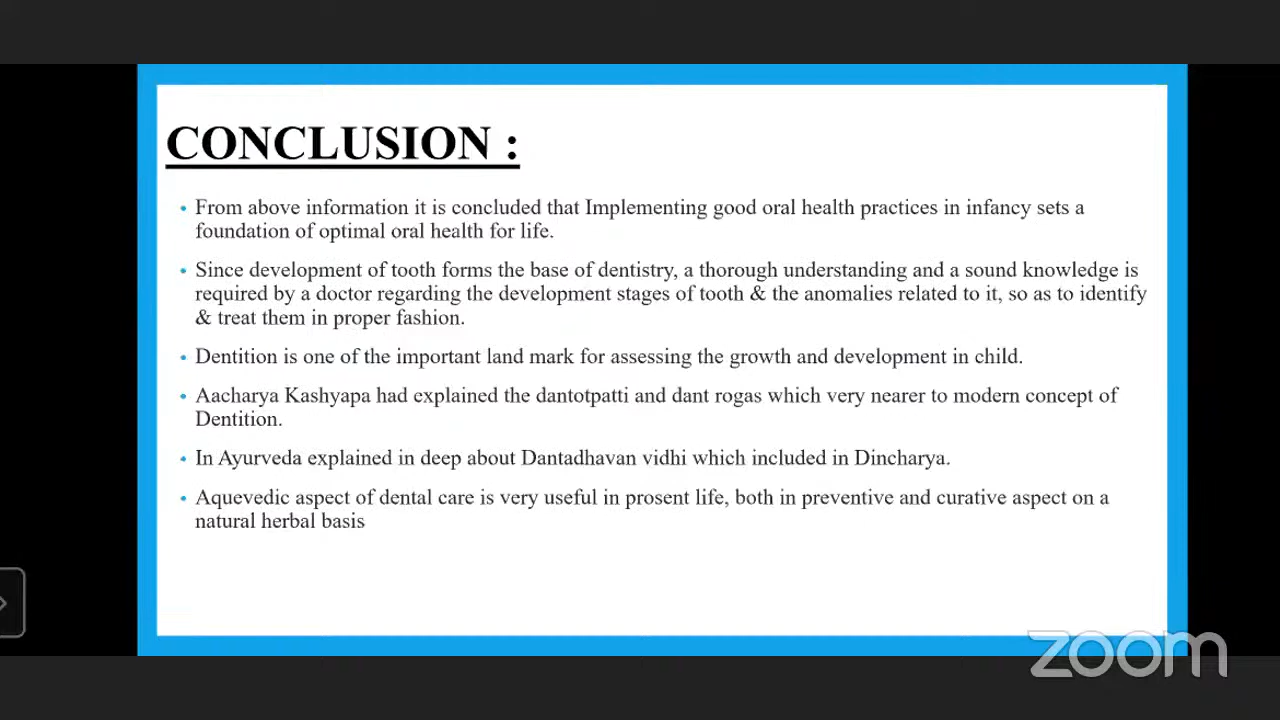 CONCLUSION :
From above information it is concluded that Implementing good oral health practices in infancy sets a
foundation of optimal oral health for life.
Since development of tooth forms the base of dentistry, a thorough understanding and a sound knowledge is
required by a doctor regarding the development stages of tooth & the anomalies related to it, so as to identify
& treat them in proper fashion.
Dentition is one of the important land mark for assessing the growth and development in child.
Aacharya Kashyapa had explained the dantotpatti and dant rogas which very nearer to modern concept of
Dentition.
In Ayurveda explained in deep about Dantadhavan vidhi which included in Dincharya.
Aquevedic aspect of dental care is very useful in prosent life, both in preventive and curative aspect on a
natural herbal basis
zoom